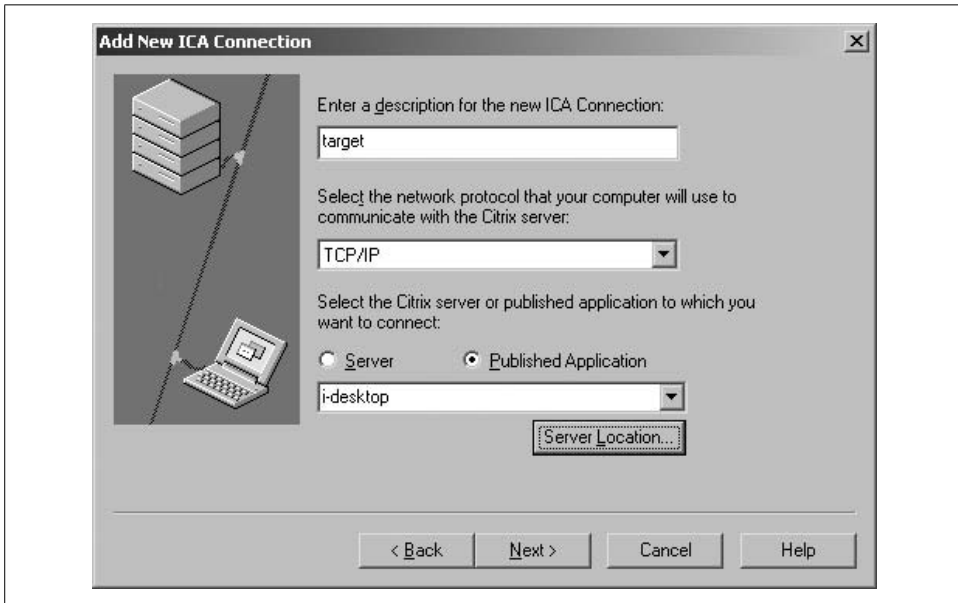 Add New ICA Connection
Enter a description for the new ICA Connection:
target
Select the network protocol that your computer will use to
communicate with the Citrix server:
TCP/IP
Select the Citrix server or published application to which you
want to connect:
Server Published Application
i-desktop
Server Location...
< Back Next > Cancel Help